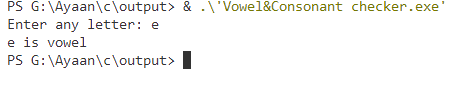 PS G:\Ayaan\c\output> & .\'Vowel&Consonant checker.exe'
Enter any letter: e
e is vowel
PS G:\Ayaan\c\output>